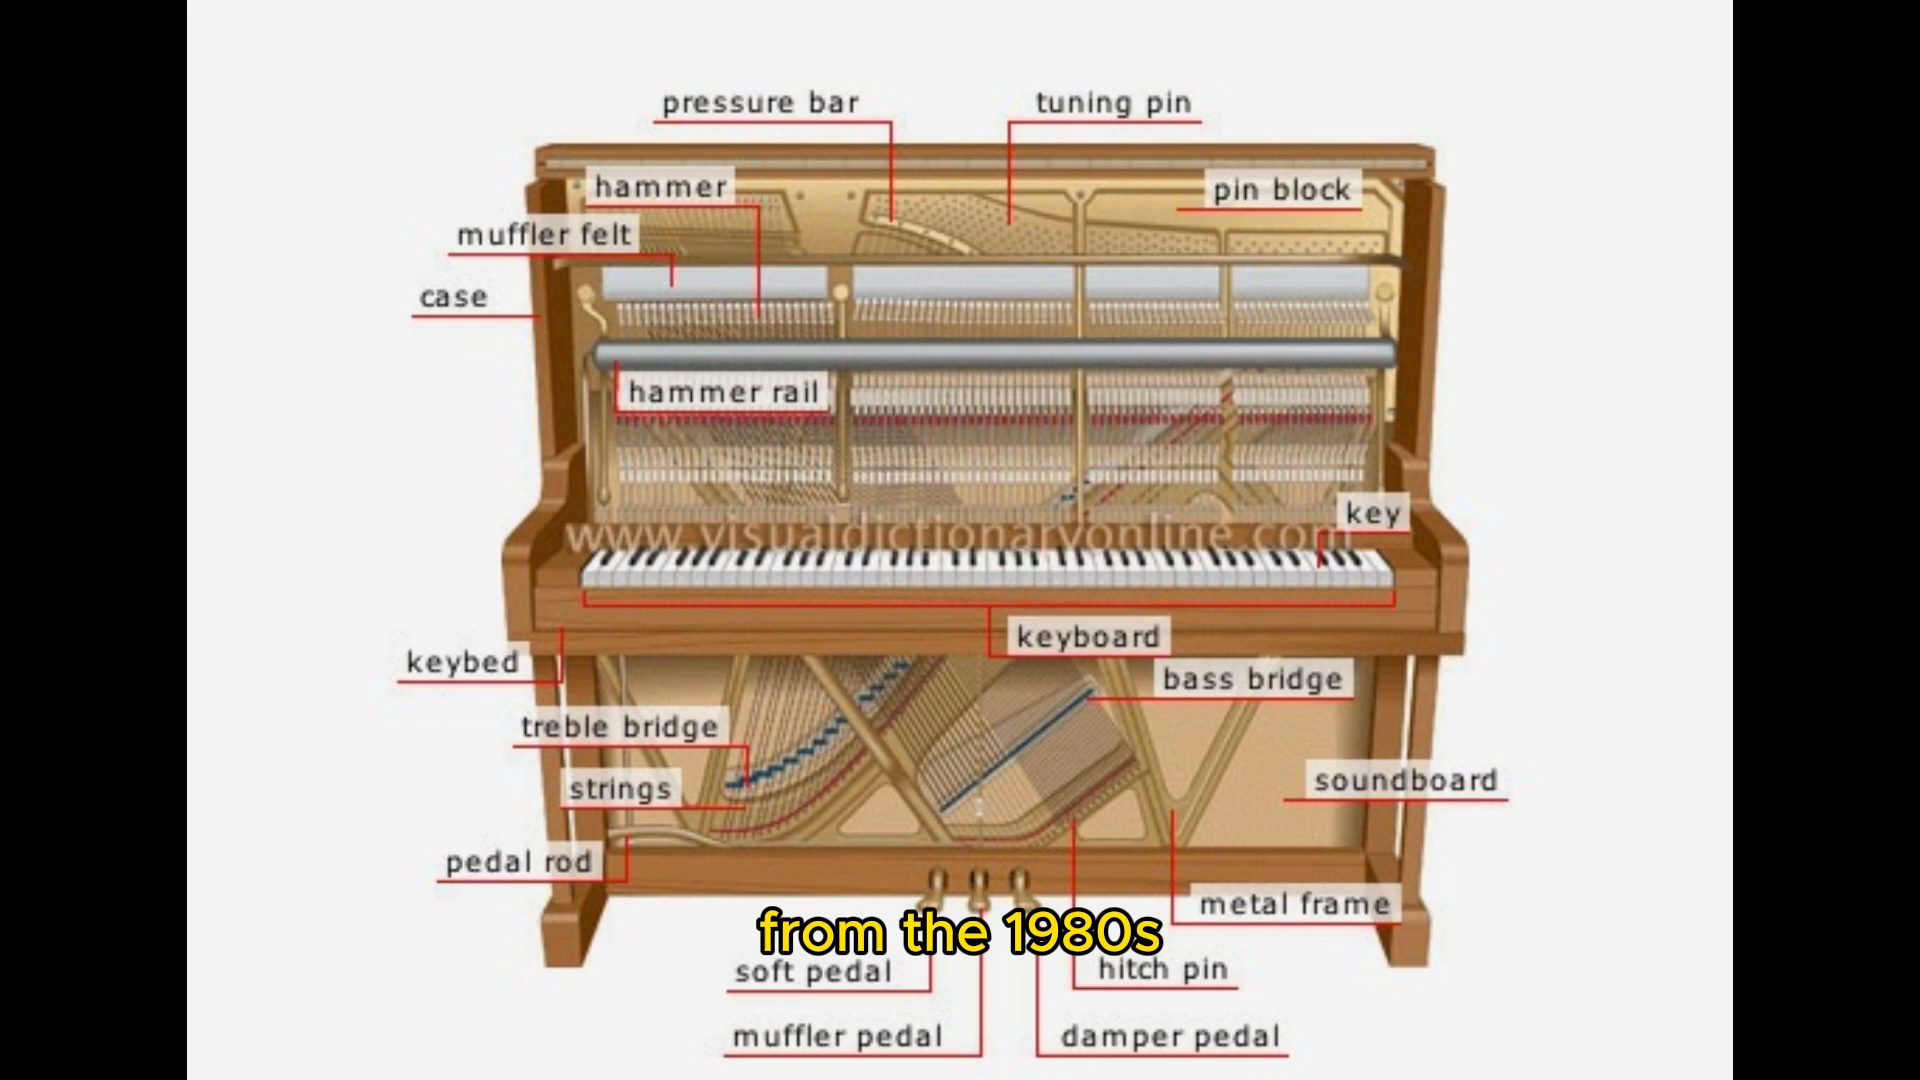 pressure bar
tuning pin
hammer
pin block
muffler felt
case
hammer rail
key
www.visualdictionaryonline.com
keyboard
keybed
bass bridge
treble bridge
soundboard
strings
pedal rod
metal frame
from the 1980s
soft pedal
hitch pin
muffler pedal
damper pedal